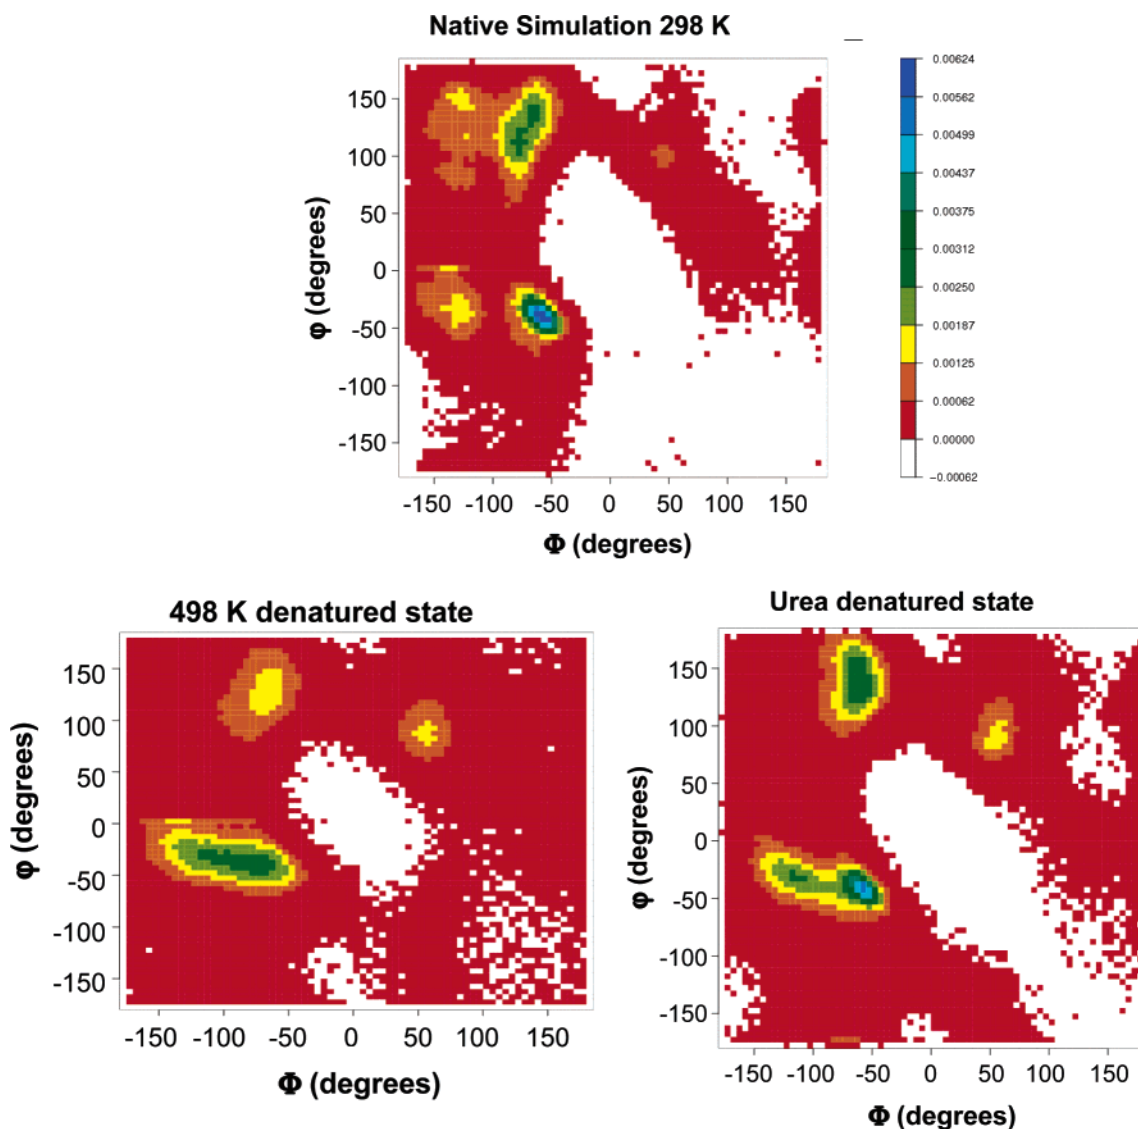 Native Simulation 298 K
0.00624
0.00562
0.00499
0.00437
0.00375
0.00312
0.00250
0.00187
0.00125
0.00062
0.00000
-0.00062
φ (degrees)
150
100
50
0
-50
-100
-150
-150 -100 -50 0 50 100 150
Φ (degrees)
498 K denatured state
φ (degrees)
150
100
50
0
-50
-100
-150
-150 -100 -50 0 50 100 150
Φ (degrees)
Urea denatured state
φ (degrees)
150
100
50
0
-50
-100
-150
-150 -100 -50 0 50 100 150
Φ (degrees)